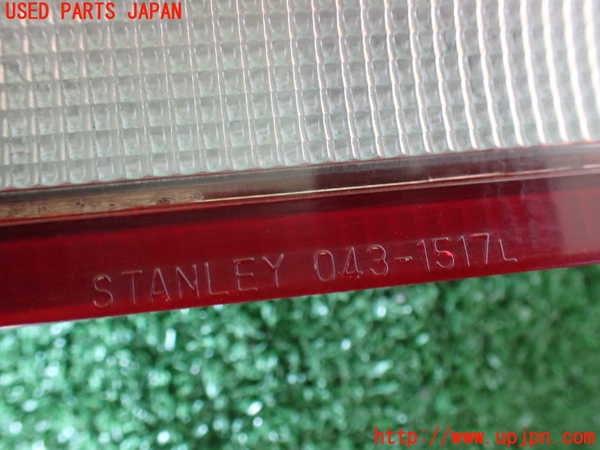 USED PARTS JAPAN
STANLEY 043-1517L
http://www.upjpn.com/